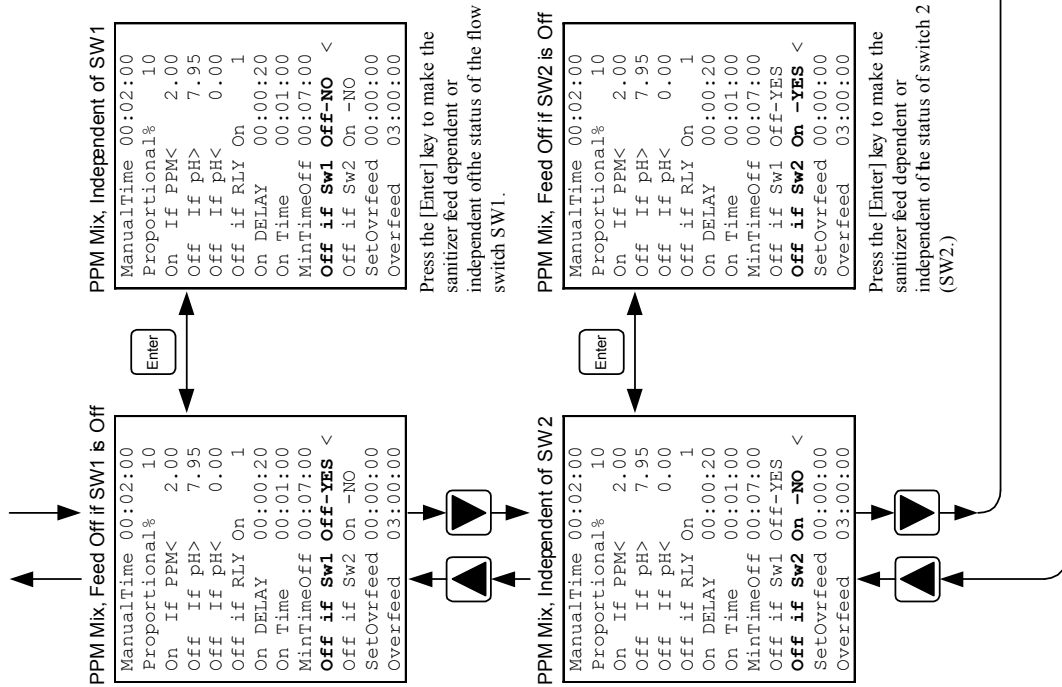 PPM Mix, Feed Off if SW1 is Off
ManualTime 00:02:00
Proportional% 10
On If PPM< 2.00
Off If pH> 7.95
Off If pH< 0.00
Off if RLY On 1
On DELAY 00:00:20
On Time 00:01:00
MinTimeOff 00:07:00
Off if Sw1 Off-YES <
Off if Sw2 On -NO
SetOvrfeed 00:00:00
Overfeed 03:00:00
Enter
PPM Mix, Independent of SW1
ManualTime 00:02:00
Proportional% 10
On If PPM< 2.00
Off If pH> 7.95
Off If pH< 0.00
Off if RLY On 1
On DELAY 00:00:20
On Time 00:01:00
MinTimeOff 00:07:00
Off if Sw1 Off-NO <
Off if Sw2 On -NO
SetOvrfeed 00:00:00
Overfeed 03:00:00
Press the [Enter] key to make the
sanitizer feed dependent or
independent of the status of the flow
switch SW1.
PPM Mix, Independent of SW2
ManualTime 00:02:00
Proportional% 10
On If PPM< 2.00
Off If pH> 7.95
Off If pH< 0.00
Off if RLY On 1
On DELAY 00:00:20
On Time 00:01:00
MinTimeOff 00:07:00
Off if Sw1 Off-YES
Off if Sw2 On -NO <
SetOvrfeed 00:00:00
Overfeed 03:00:00
Enter
PPM Mix, Feed Off if SW2 is Off
ManualTime 00:02:00
Proportional% 10
On If PPM< 2.00
Off If pH> 7.95
Off If pH< 0.00
Off if RLY On 1
On DELAY 00:00:20
On Time 00:01:00
MinTimeOff 00:07:00
Off if Sw1 Off-YES
Off if Sw2 On -YES <
SetOvrfeed 00:00:00
Overfeed 03:00:00
Press the [Enter] key to make the
sanitizer feed dependent or
independent of the status of switch 2
(SW2.)